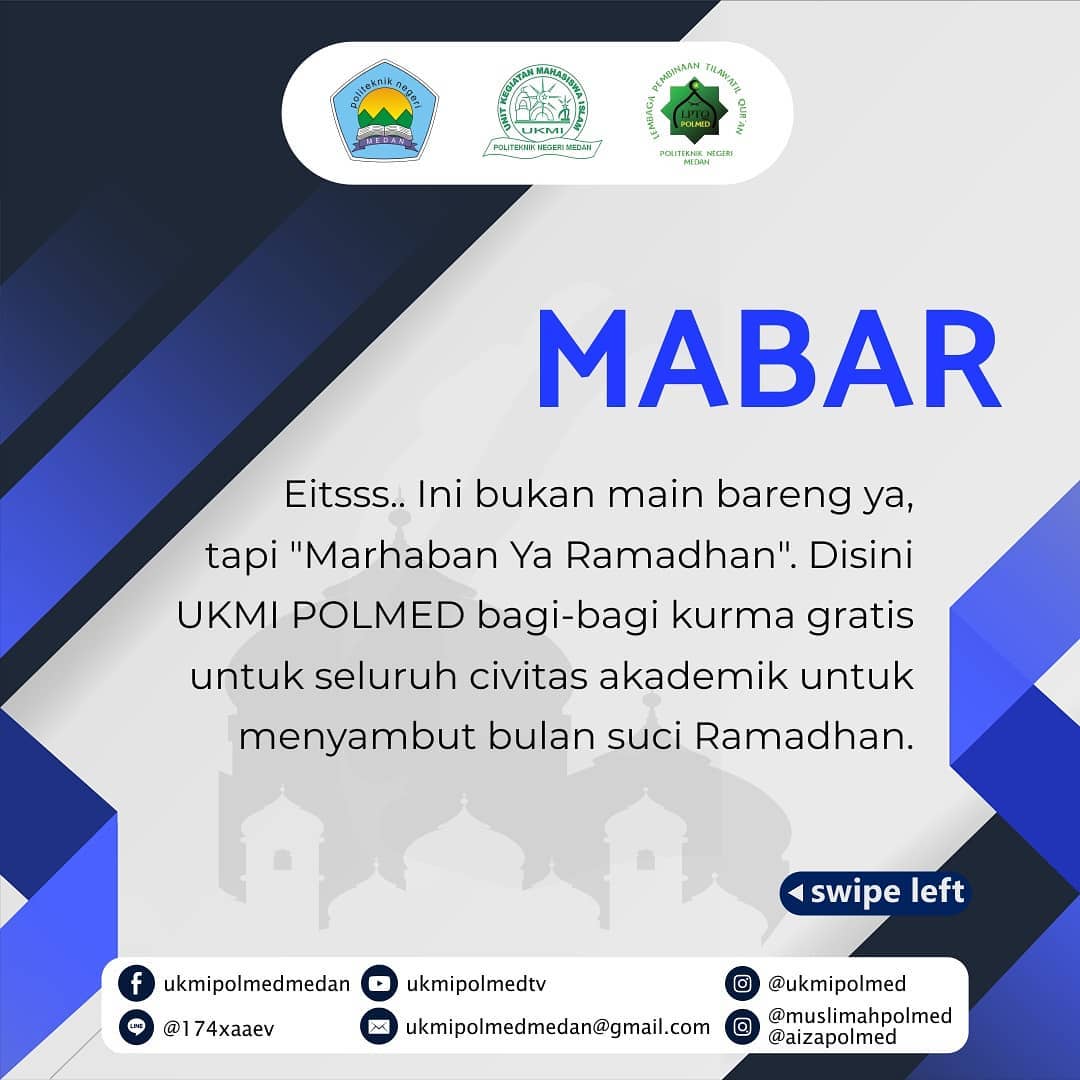 politeknik negeri
MEDAN
UNIT KEGIATAN MAHASISWA ISLAM
UKMI
POLITEKNIK NEGERI MEDAN
LEMBAGA PEMBINAAN TILAWATIL QUR'AN
LPTQ
POLMED
POLITEKNIK NEGERI
MEDAN
MABAR
Eitsss.. Ini bukan main bareng ya,
tapi "Marhaban Ya Ramadhan". Disini
UKMI POLMED bagi-bagi kurma gratis
untuk seluruh civitas akademik untuk
menyambut bulan suci Ramadhan.
swipe left
ukmipolmedmedan
ukmipolmedtv
@ukmipolmed
LINE
@174xaaev
ukmipolmedmedan@gmail.com
@muslimahpolmed
@aizapolmed